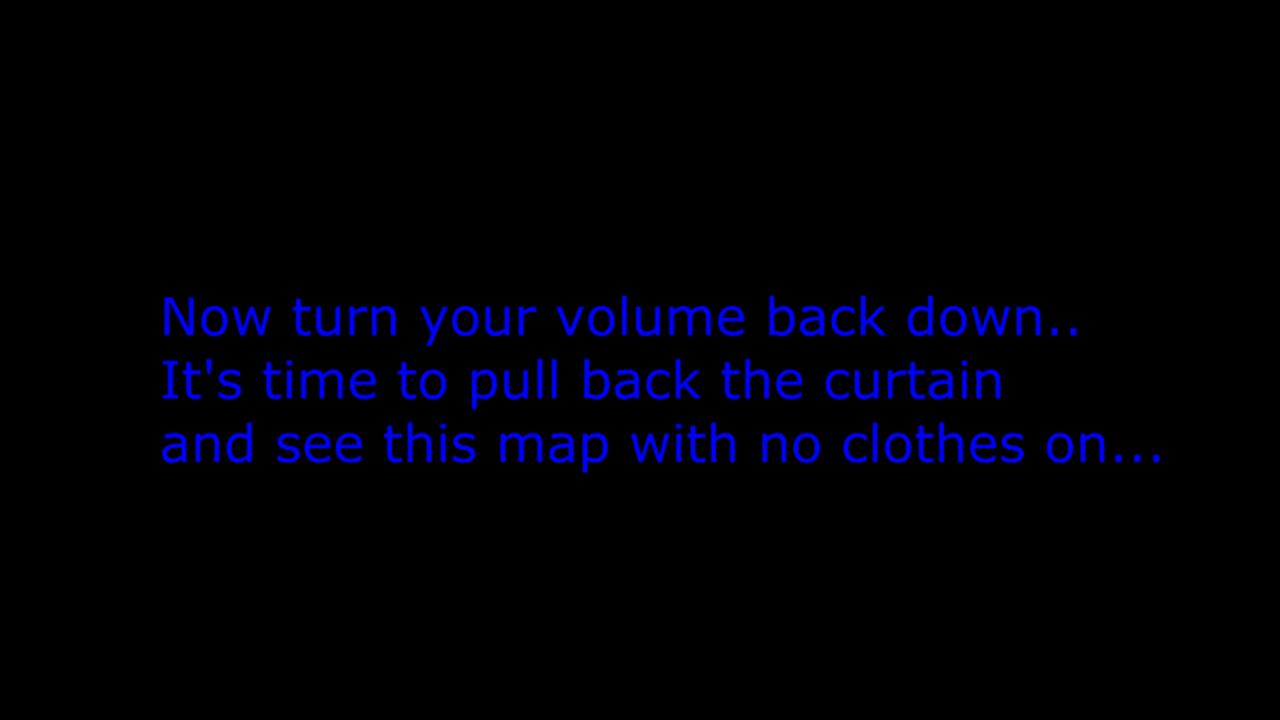 Now turn your volume back down..
It's time to pull back the curtain
and see this map with no clothes on...